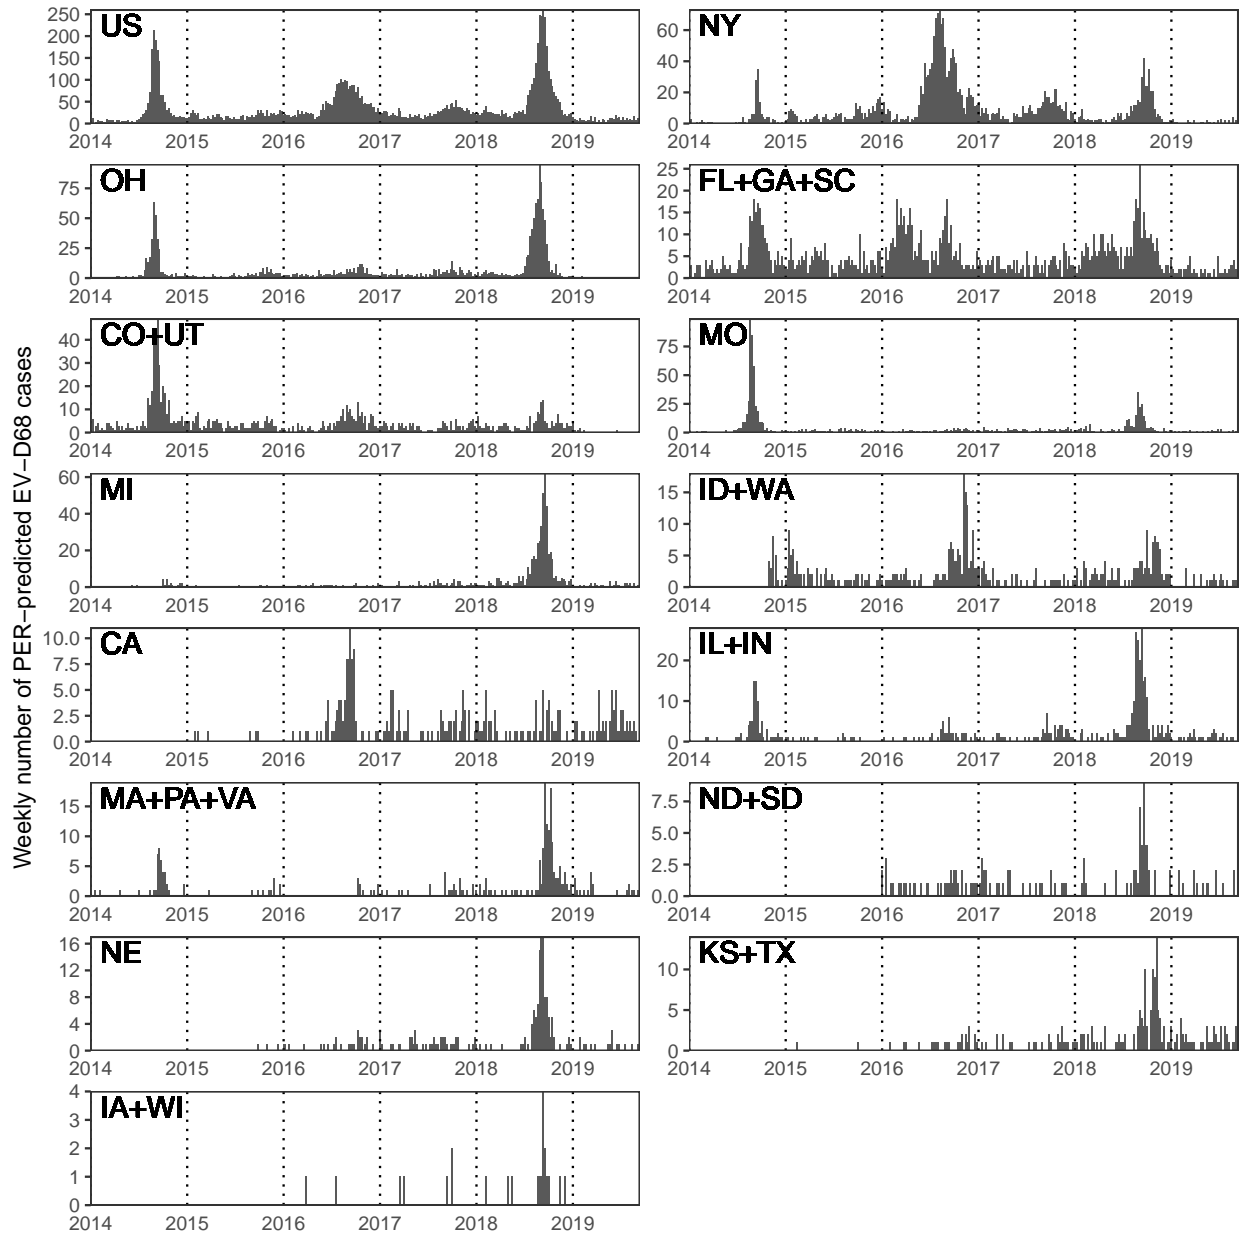 Weekly number of PER−predicted EV−D68 cases
US
250
200
150
100
50
0
2014 2015 2016 2017 2018 2019
NY
60
40
20
0
2014 2015 2016 2017 2018 2019
OH
75
50
25
0
2014 2015 2016 2017 2018 2019
FL+GA+SC
25
20
15
10
5
0
2014 2015 2016 2017 2018 2019
CO+UT
40
30
20
10
0
2014 2015 2016 2017 2018 2019
MO
75
50
25
0
2014 2015 2016 2017 2018 2019
MI
60
40
20
0
2014 2015 2016 2017 2018 2019
ID+WA
15
10
5
0
2014 2015 2016 2017 2018 2019
CA
10.0
7.5
5.0
2.5
0.0
2014 2015 2016 2017 2018 2019
IL+IN
20
10
0
2014 2015 2016 2017 2018 2019
MA+PA+VA
15
10
5
0
2014 2015 2016 2017 2018 2019
ND+SD
7.5
5.0
2.5
0.0
2014 2015 2016 2017 2018 2019
NE
16
12
8
4
0
2014 2015 2016 2017 2018 2019
KS+TX
10
5
0
2014 2015 2016 2017 2018 2019
IA+WI
4
3
2
1
0
2014 2015 2016 2017 2018 2019